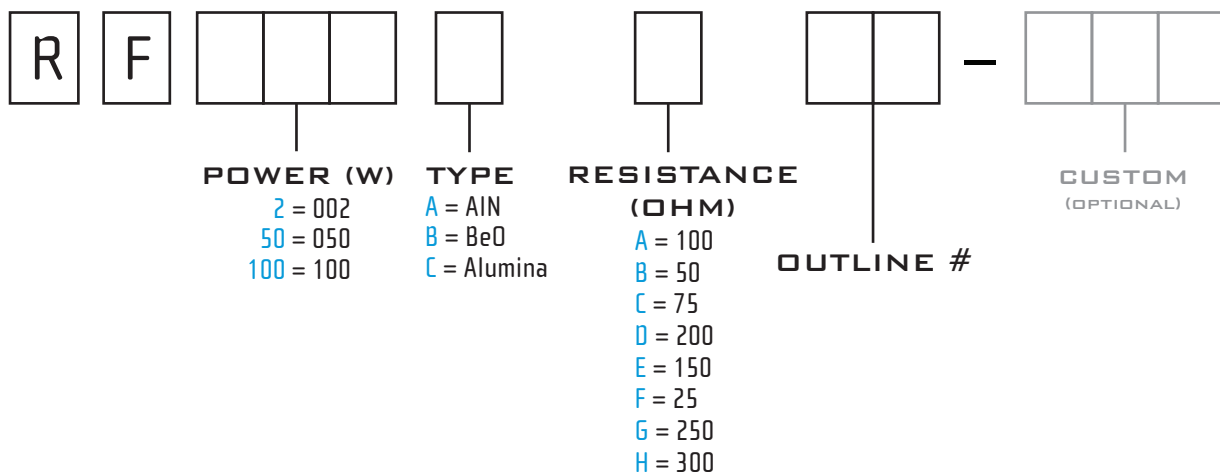 R F –
POWER (W)
2 = 002
50 = 050
100 = 100
TYPE
A = AlN
B = BeO
C = Alumina
RESISTANCE
(OHM)
A = 100
B = 50
C = 75
D = 200
E = 150
F = 25
G = 250
H = 300
OUTLINE #
CUSTOM
(OPTIONAL)